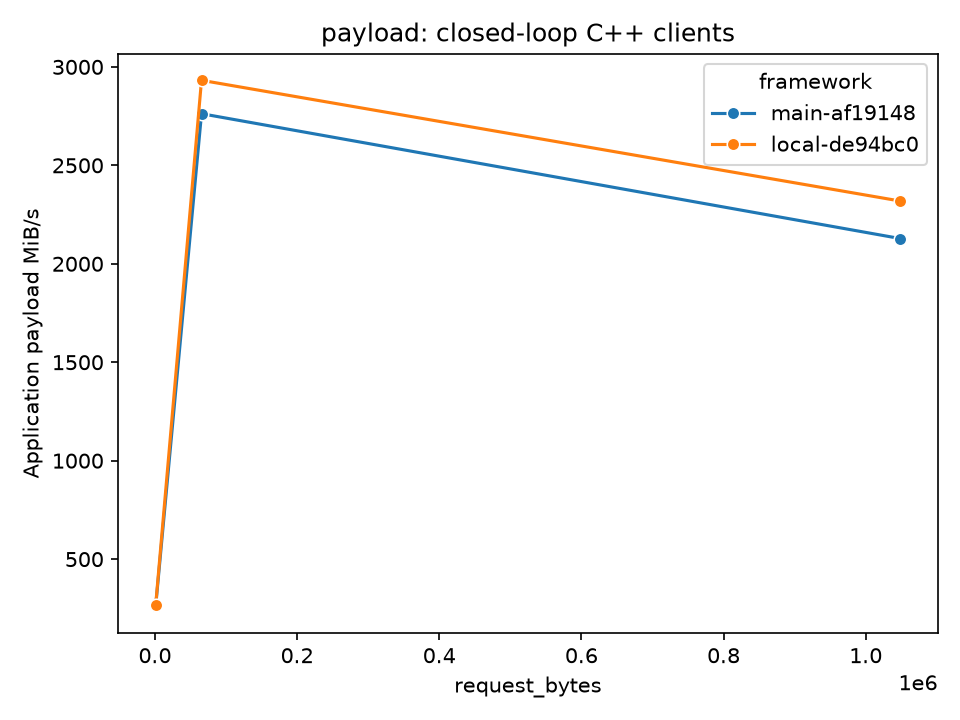 payload: closed-loop C++ clients
framework
main-af19148
local-de94bc0
Application payload MiB/s
3000
2500
2000
1500
1000
500
0.0 0.2 0.4 0.6 0.8 1.0
1e6
request_bytes